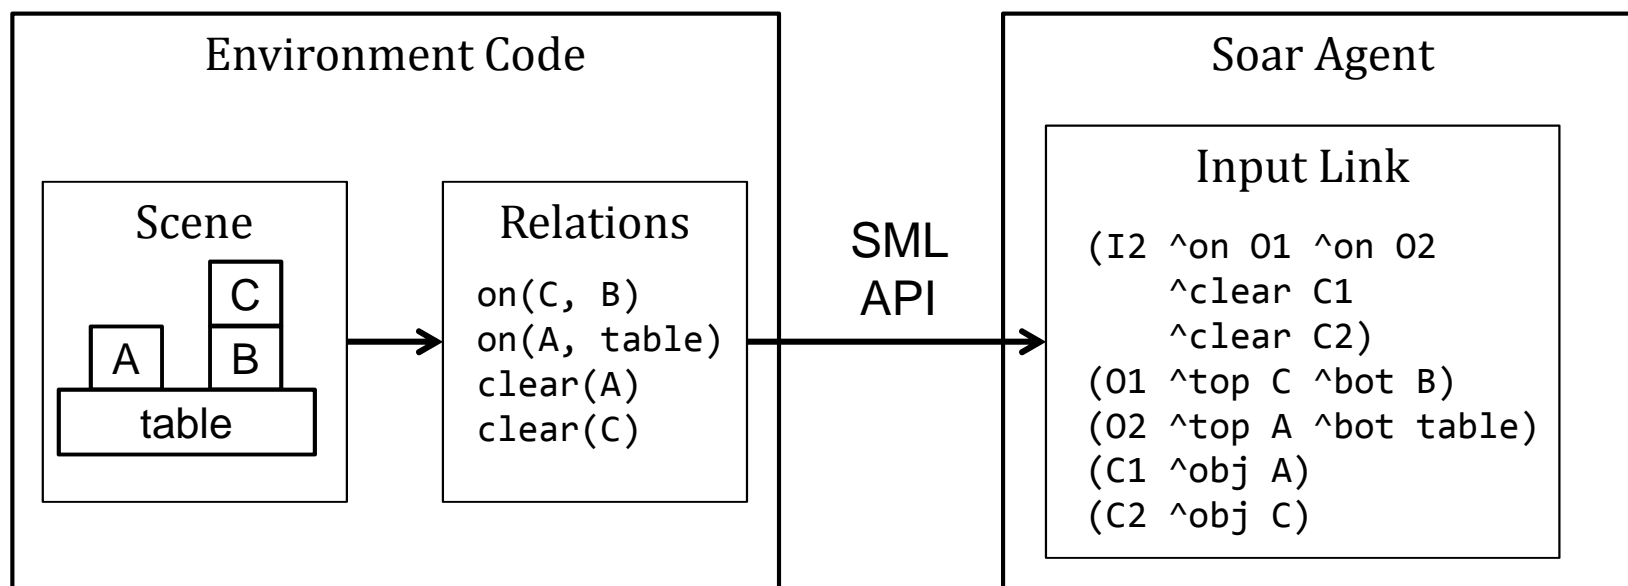 Environment Code
Scene
C
A
B
table
Relations
on(C, B)
on(A, table)
clear(A)
clear(C)
SML
API
Soar Agent
Input Link
(I2 ^on O1 ^on O2
^clear C1
^clear C2)
(O1 ^top C ^bot B)
(O2 ^top A ^bot table)
(C1 ^obj A)
(C2 ^obj C)